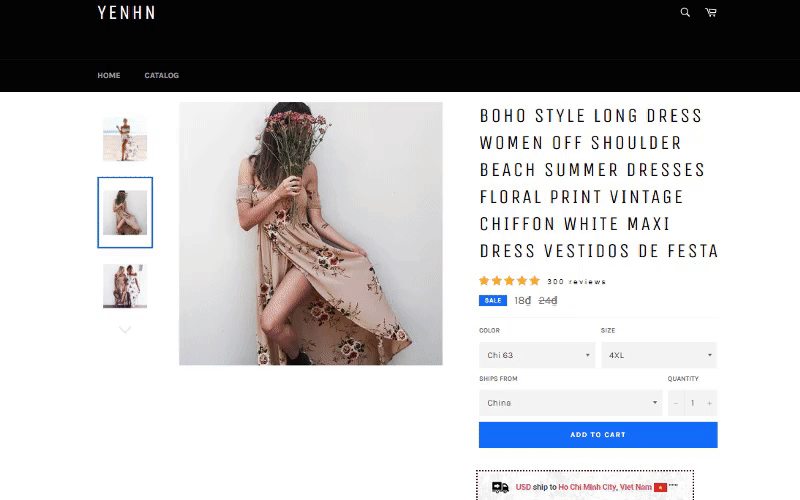 YENHN
HOME CATALOG
BOHO STYLE LONG DRESS
WOMEN OFF SHOULDER
BEACH SUMMER DRESSES
FLORAL PRINT VINTAGE
CHIFFON WHITE MAXI
DRESS VESTIDOS DE FESTA
300 reviews
SALE 18₫ 24₫
COLOR SIZE
Chi 63 4XL
SHIPS FROM QUANTITY
China − 1 +
ADD TO CART
USD ship to Ho Chi Minh City, Viet Nam